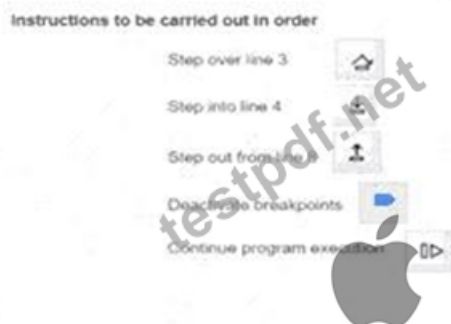 Instructions to be carried out in order
Step over line 3
Step into line 4
Step out from line
Deactivate breakpoints
Continue program execution
testpdf.net